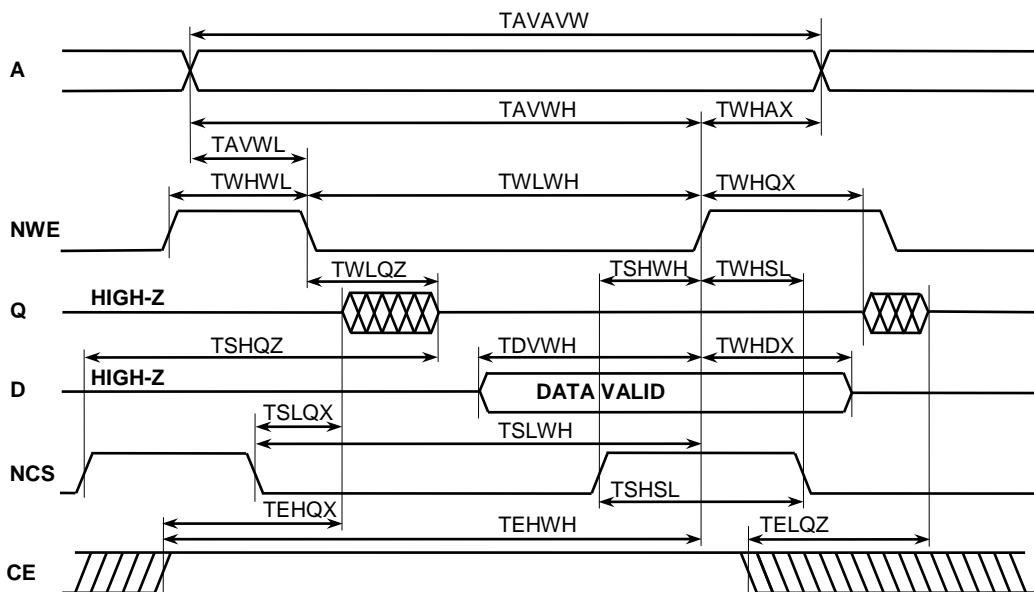 TAVAVW
A
TAVWH TWHAX
TAVWL
TWHWL TWLWH TWHQX
NWE
TWLQZ TSHWH TWHSL
Q HIGH-Z
TSHQZ TDVWH TWHDX
D HIGH-Z DATA VALID
TSLQX
TSLWH
NCS
TSHSL
TEHQX TEHWH TELQZ
CE